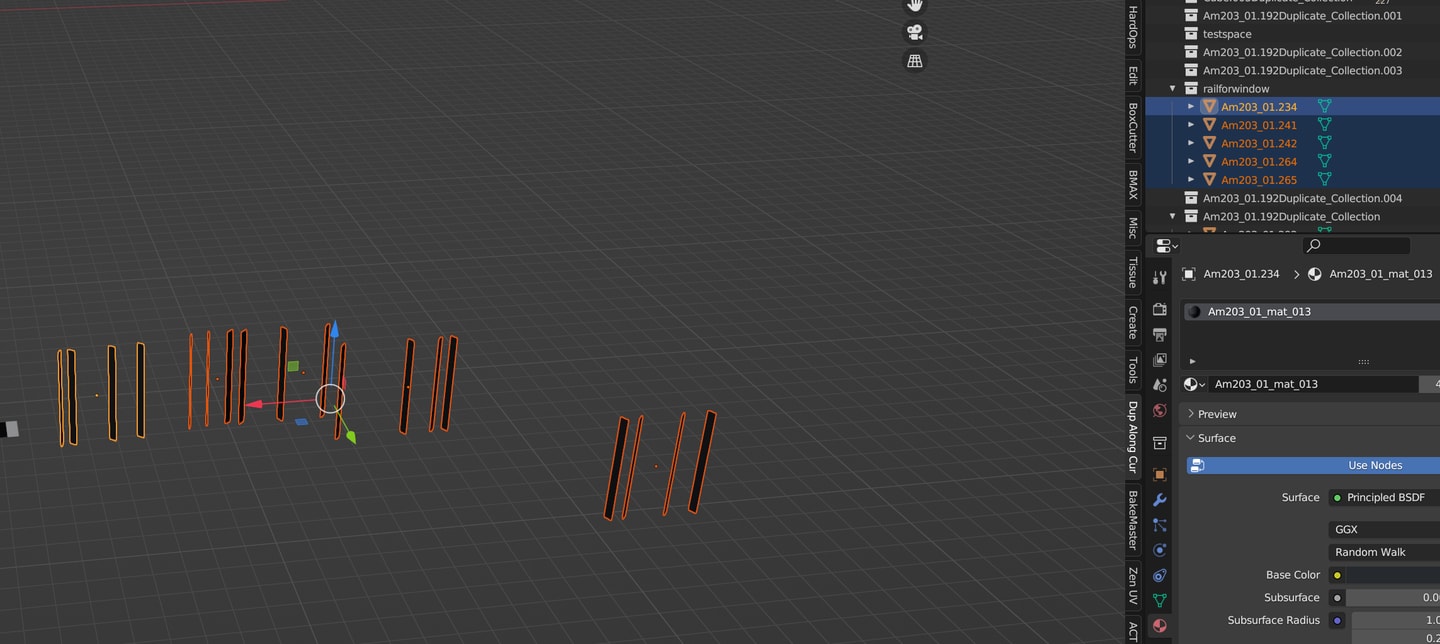 Am203_01.192Duplicate_Collection.001
testspace
Am203_01.192Duplicate_Collection.002
Am203_01.192Duplicate_Collection.003
railforwindow
Am203_01.234
Am203_01.241
Am203_01.242
Am203_01.264
Am203_01.265
Am203_01.192Duplicate_Collection.004
Am203_01.192Duplicate_Collection
HardOps
Edit
BoxCutter
BMAX
Misc
Tissue
Create
Tools
Dup Along Cur
BakeMaster
Zen UV
ACT
Am203_01.234 > Am203_01_mat_013
Am203_01_mat_013
Am203_01_mat_013 4
Preview
Surface
Use Nodes
Surface Principled BSDF
GGX
Random Walk
Base Color
Subsurface 0.0
Subsurface Radius 1.0
0.2